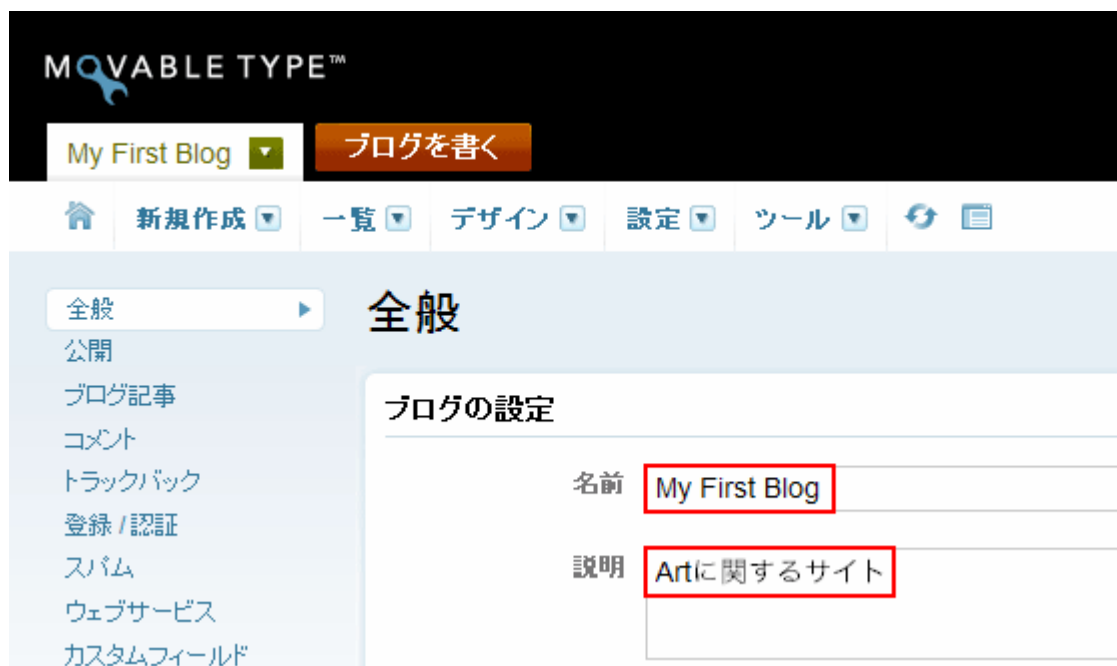 MOVABLE TYPE™
My First Blog
ブログを書く
新規作成 一覧 デザイン 設定 ツール
全般
公開
ブログ記事
コメント
トラックバック
登録 / 認証
スパム
ウェブサービス
カスタムフィールド
全般
ブログの設定
名前 My First Blog
説明 Artに関するサイト